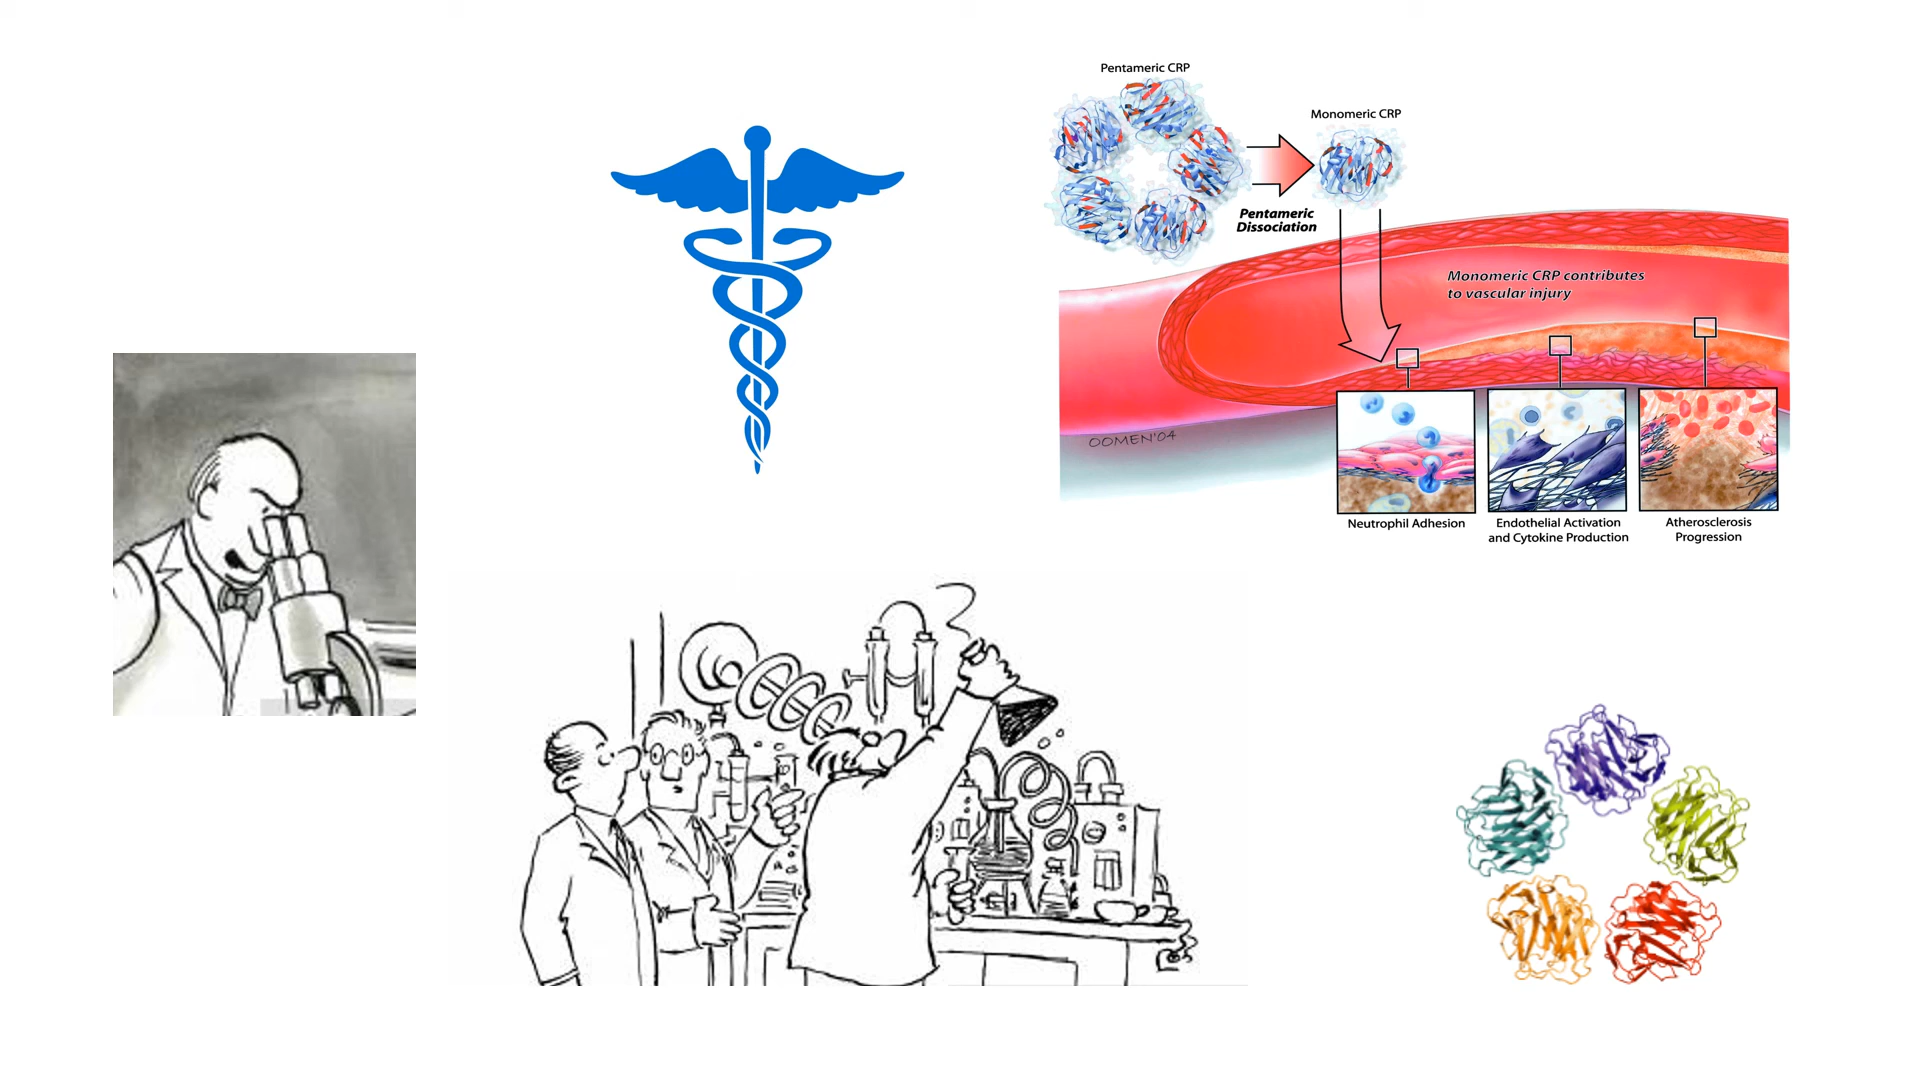 Pentameric CRP
Monomeric CRP
Pentameric
Dissociation
Monomeric CRP contributes
to vascular injury
OOMEN'04
Neutrophil Adhesion
Endothelial Activation
and Cytokine Production
Atherosclerosis
Progression